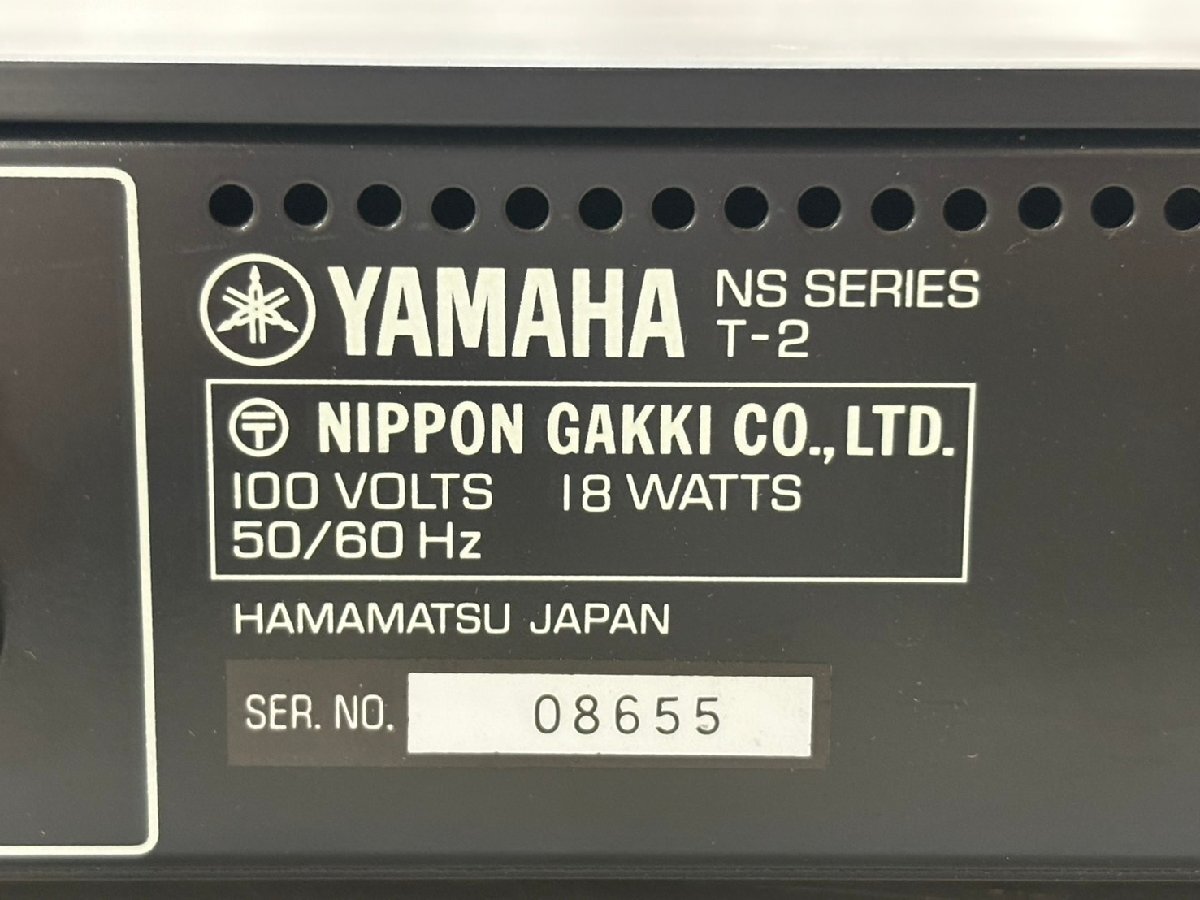 YAMAHA NS SERIES
T-2
〒 NIPPON GAKKI CO., LTD.
100 VOLTS 18 WATTS
50/60 Hz
HAMAMATSU JAPAN
SER. NO. 08655